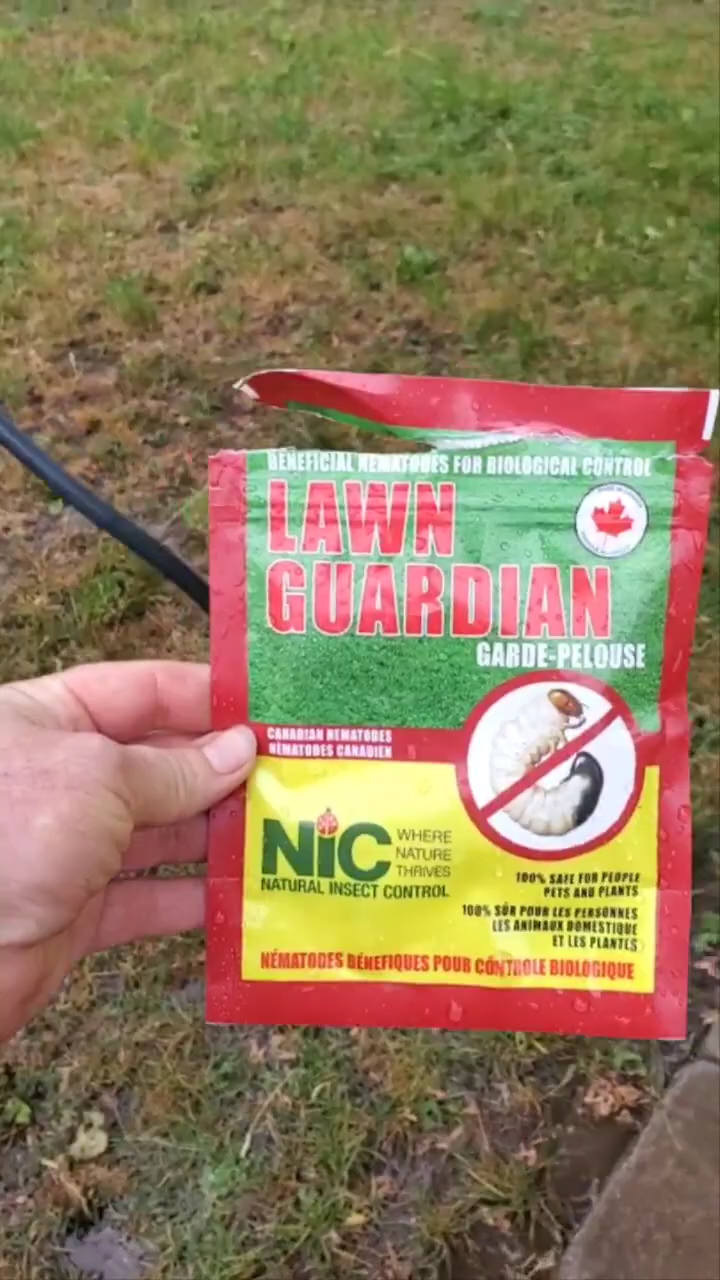 BENEFICIAL NEMATODES FOR BIOLOGICAL CONTROL
LAWN
GUARDIAN
GARDE-PELOUSE
CANADIAN NEMATODES
NÉMATODES CANADIEN
NIC
WHERE
NATURE
THRIVES
NATURAL INSECT CONTROL
100% SAFE FOR PEOPLE
PETS AND PLANTS
100% SÛR POUR LES PERSONNES
LES ANIMAUX DOMESTIQUE
ET LES PLANTES
NÉMATODES BÉNÉFIQUES POUR CONTROLE BIOLOGIQUE